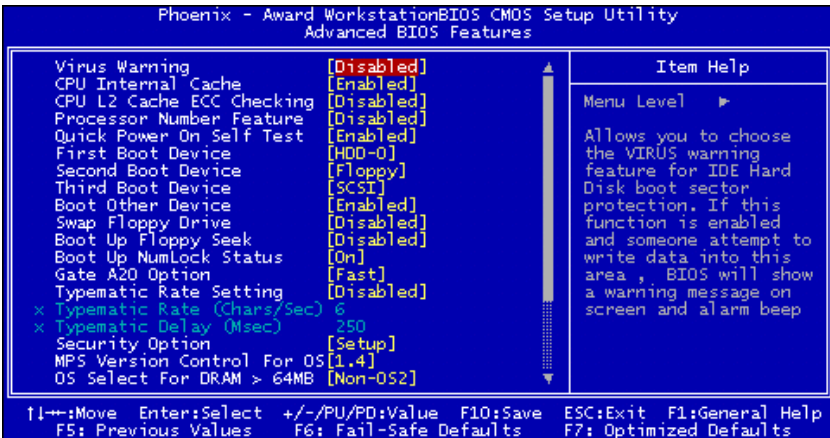 Phoenix - Award WorkstationBIOS CMOS Setup Utility
Advanced BIOS Features
Virus Warning [Disabled]
CPU Internal Cache [Enabled]
CPU L2 Cache ECC Checking [Disabled]
Processor Number Feature [Disabled]
Quick Power On Self Test [Enabled]
First Boot Device [HDD-0]
Second Boot Device [Floppy]
Third Boot Device [SCSI]
Boot Other Device [Enabled]
Swap Floppy Drive [Disabled]
Boot Up Floppy Seek [Disabled]
Boot Up NumLock Status [On]
Gate A20 Option [Fast]
Typematic Rate Setting [Disabled]
x Typematic Rate (Chars/Sec) 6
x Typematic Delay (Msec) 250
Security Option [Setup]
MPS Version Control For OS[1.4]
OS Select For DRAM > 64MB [Non-OS2]
Item Help
Menu Level ►
Allows you to choose
the VIRUS warning
feature for IDE Hard
Disk boot sector
protection. If this
function is enabled
and someone attempt to
write data into this
area , BIOS will show
a warning message on
screen and alarm beep
↑↓→←:Move Enter:Select +/-/PU/PD:Value F10:Save ESC:Exit F1:General Help
F5: Previous Values F6: Fail-Safe Defaults F7: Optimized Defaults